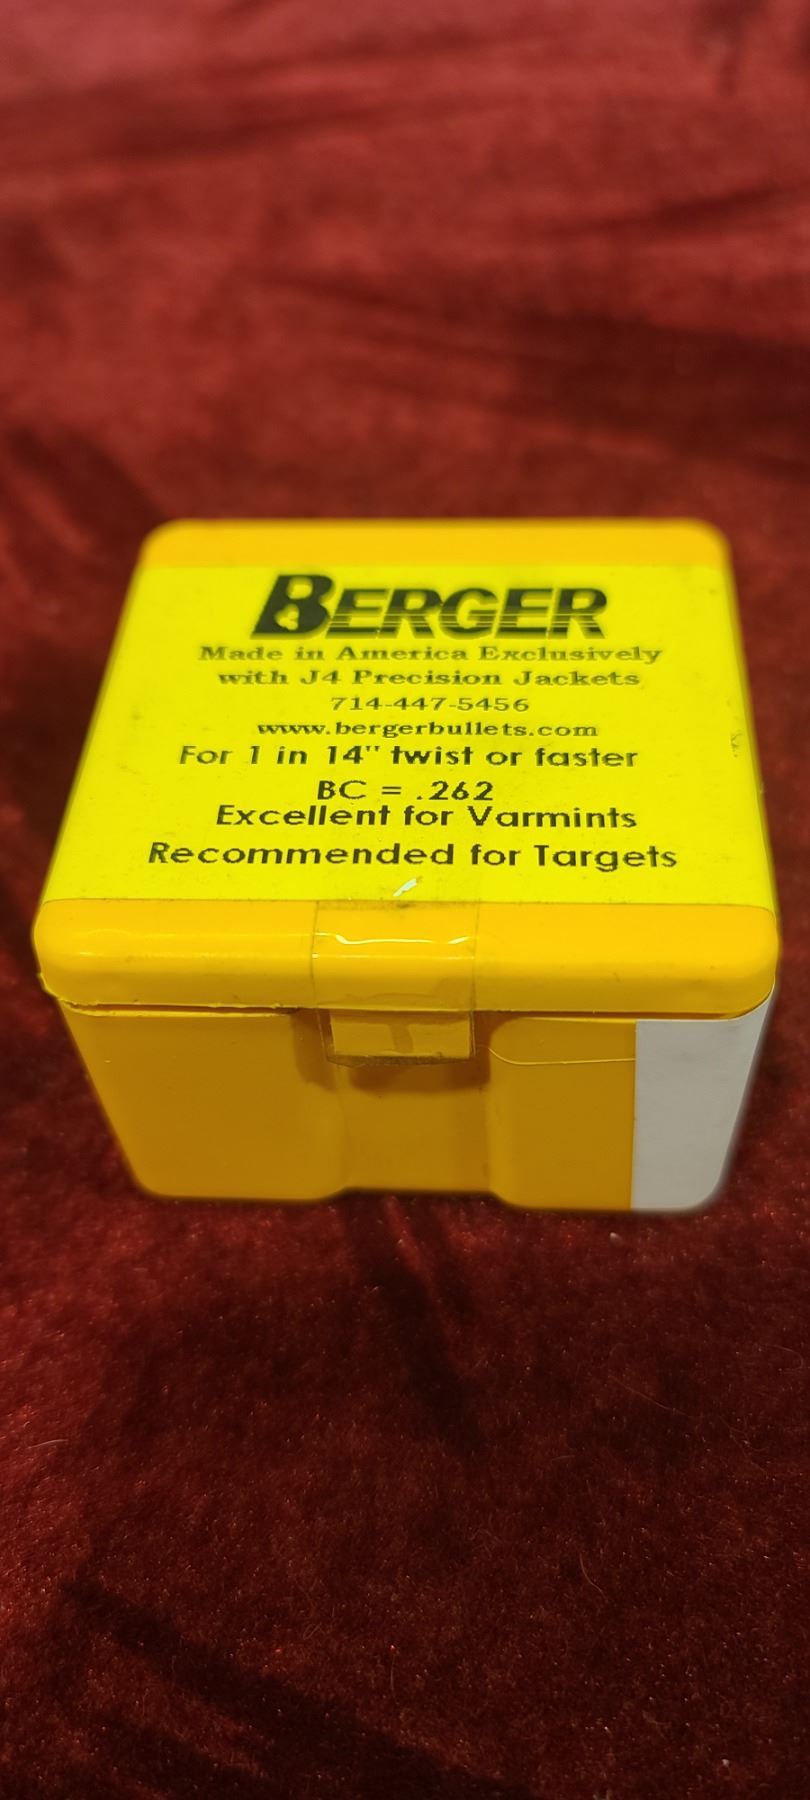 BERGER
Made in America Exclusively
with J4 Precision Jackets
714-447-5456
www.bergerbullets.com
For 1 in 14" twist or faster
BC = .262
Excellent for Varmints
Recommended for Targets